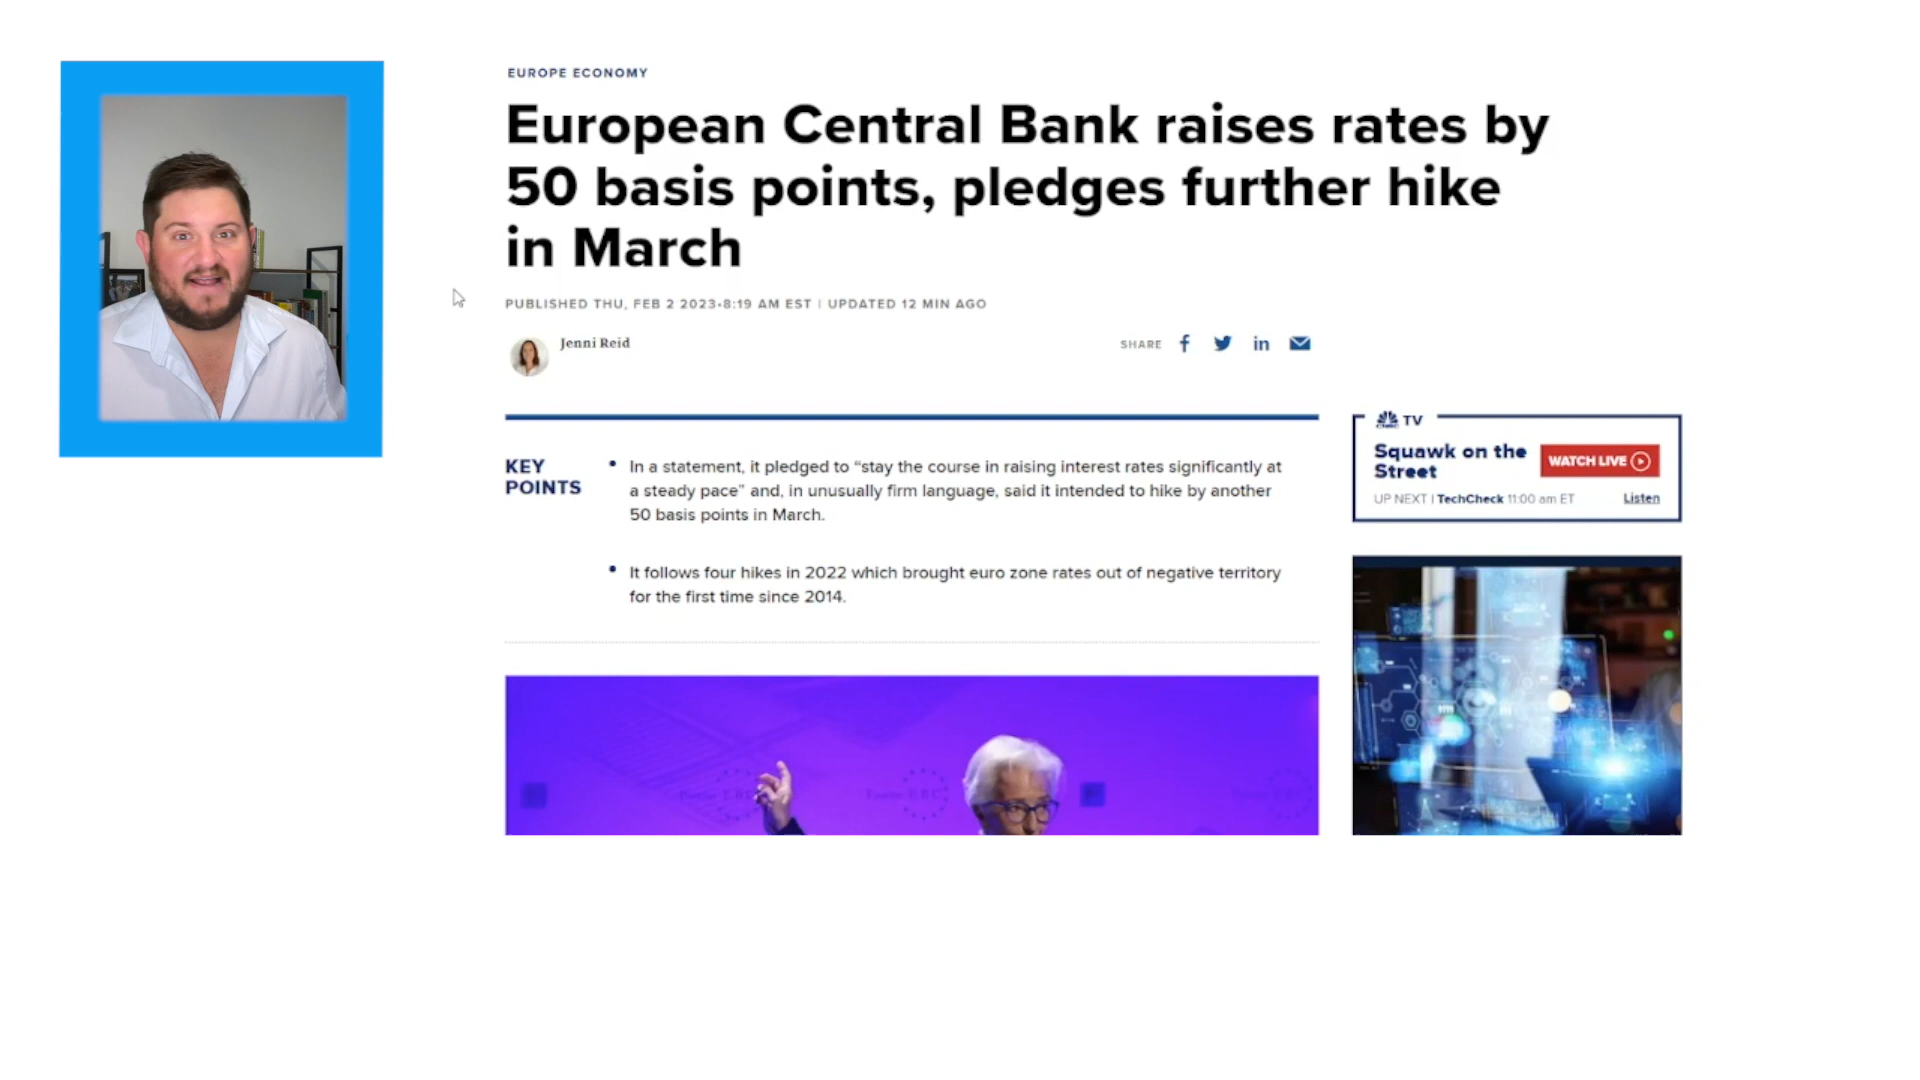 EUROPE ECONOMY
European Central Bank raises rates by
50 basis points, pledges further hike
in March
PUBLISHED THU, FEB 2 2023•8:19 AM EST | UPDATED 12 MIN AGO
Jenni Reid
SHARE
TV
Squawk on the
Street
WATCH LIVE
UP NEXT | TechCheck 11:00 am ET
Listen
KEY
POINTS
• In a statement, it pledged to “stay the course in raising interest rates significantly at
a steady pace” and, in unusually firm language, said it intended to hike by another
50 basis points in March.
• It follows four hikes in 2022 which brought euro zone rates out of negative territory
for the first time since 2014.